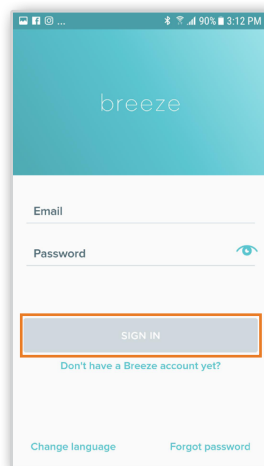 ... 90% 3:12 PM
breeze
Email
Password
SIGN IN
Don't have a Breeze account yet?
Change language Forgot password